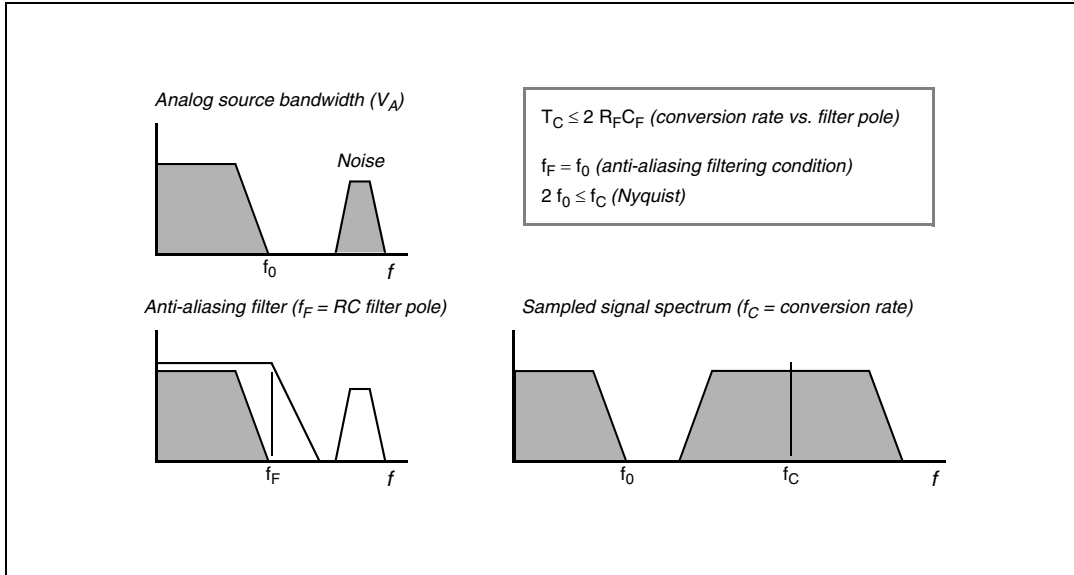 Analog source bandwidth (V_A)
Noise
f_0
f
T_C ≤ 2 R_FC_F (conversion rate vs. filter pole)
f_F = f_0 (anti-aliasing filtering condition)
2 f_0 ≤ f_C (Nyquist)
Anti-aliasing filter (f_F = RC filter pole)
f_F
f
Sampled signal spectrum (f_C = conversion rate)
f_0
f_C
f